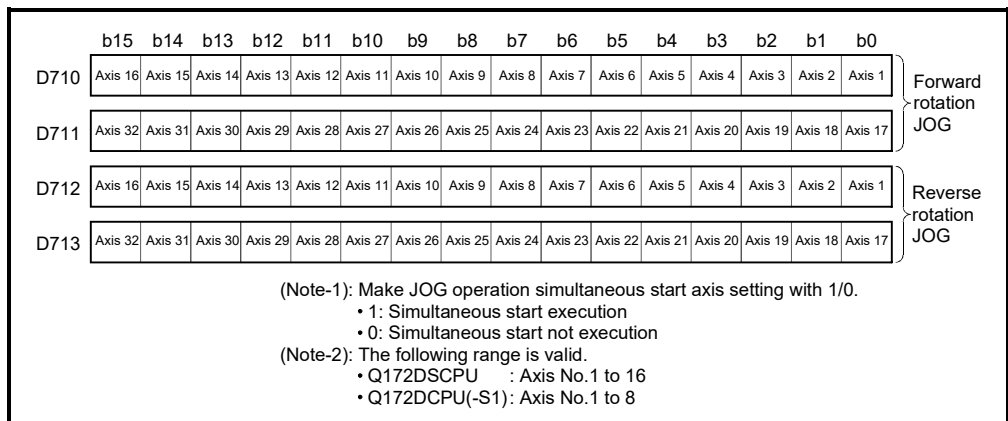 b15 b14 b13 b12 b11 b10 b9 b8 b7 b6 b5 b4 b3 b2 b1 b0
D710 Axis 16 Axis 15 Axis 14 Axis 13 Axis 12 Axis 11 Axis 10 Axis 9 Axis 8 Axis 7 Axis 6 Axis 5 Axis 4 Axis 3 Axis 2 Axis 1
Forward
rotation
JOG
D711 Axis 32 Axis 31 Axis 30 Axis 29 Axis 28 Axis 27 Axis 26 Axis 25 Axis 24 Axis 23 Axis 22 Axis 21 Axis 20 Axis 19 Axis 18 Axis 17
D712 Axis 16 Axis 15 Axis 14 Axis 13 Axis 12 Axis 11 Axis 10 Axis 9 Axis 8 Axis 7 Axis 6 Axis 5 Axis 4 Axis 3 Axis 2 Axis 1
Reverse
rotation
JOG
D713 Axis 32 Axis 31 Axis 30 Axis 29 Axis 28 Axis 27 Axis 26 Axis 25 Axis 24 Axis 23 Axis 22 Axis 21 Axis 20 Axis 19 Axis 18 Axis 17
(Note-1): Make JOG operation simultaneous start axis setting with 1/0.
• 1: Simultaneous start execution
• 0: Simultaneous start not execution
(Note-2): The following range is valid.
• Q172DSCPU : Axis No.1 to 16
• Q172DCPU(-S1) : Axis No.1 to 8